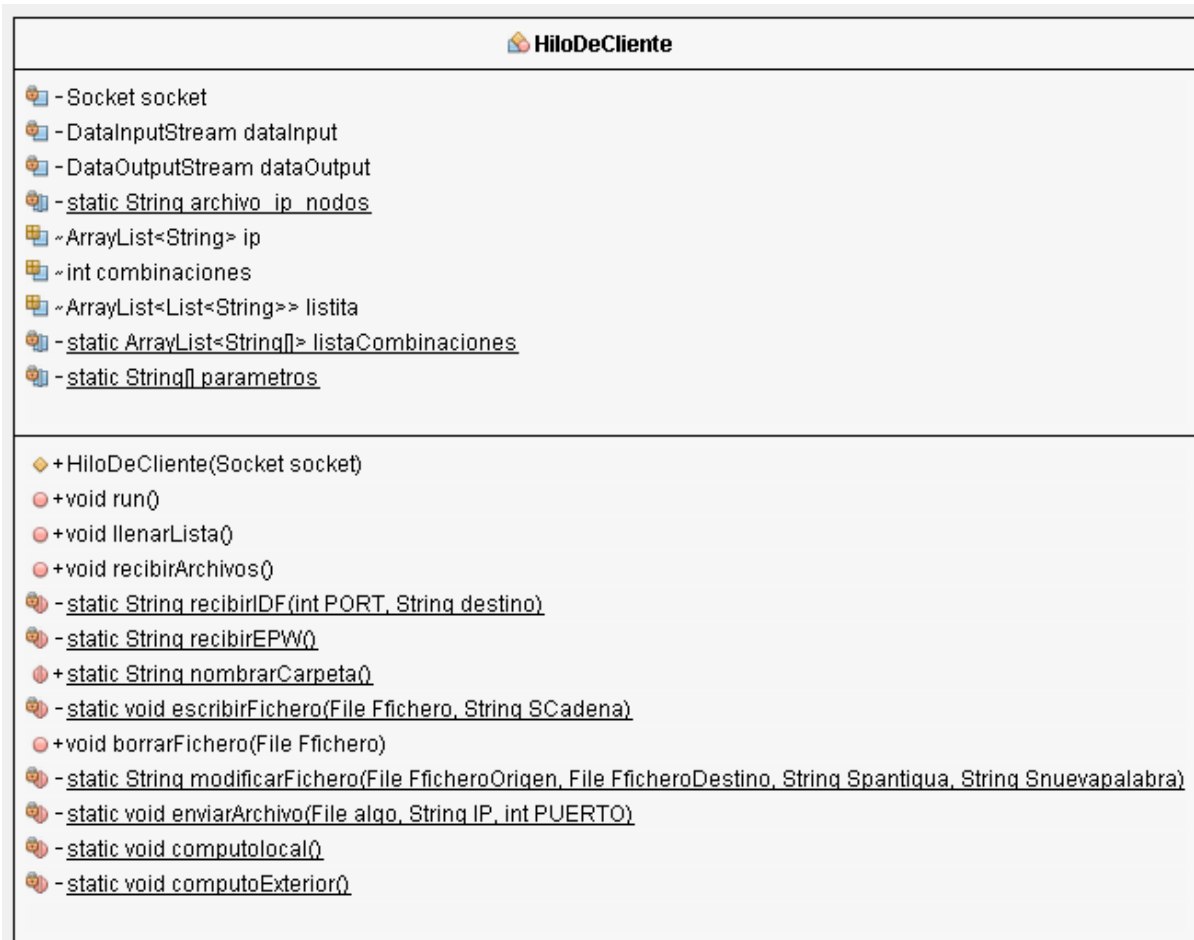 HiloDeCliente
-Socket socket
-DataInputStream dataInput
-DataOutputStream dataOutput
-static String archivo_ip_nodos
~ArrayList<String> ip
~int combinaciones
~ArrayList<List<String>> listita
-static ArrayList<String[]> listaCombinaciones
-static String[] parametros
+HiloDeCliente(Socket socket)
+void run()
+void llenarLista()
+void recibirArchivos()
-static String recibirIDF(int PORT, String destino)
-static String recibirEPW()
+static String nombrarCarpeta()
-static void escribirFichero(File Ffichero, String SCadena)
+void borrarFichero(File Ffichero)
-static String modificarFichero(File FficheroOrigen, File FficheroDestino, String Spantigua, String Snuevapalabra)
-static void enviarArchivo(File algo, String IP, int PUERTO)
-static void computolocal()
-static void computoExterior()